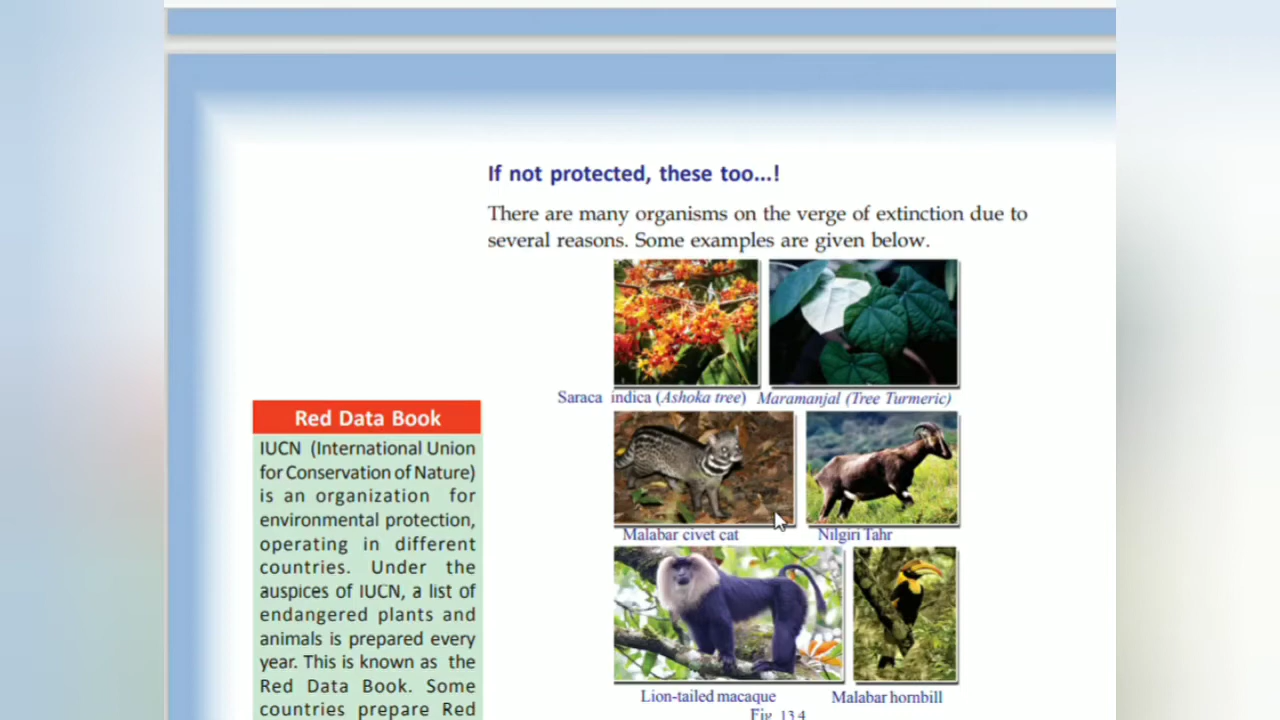 If not protected, these too...!
There are many organisms on the verge of extinction due to
several reasons. Some examples are given below.
Saraca indica (Ashoka tree) Maramanjal (Tree Turmeric)
Malabar civet cat Nilgiri Tahr
Lion-tailed macaque Malabar hornbill
Fig 13.4
Red Data Book
IUCN (International Union
for Conservation of Nature)
is an organization for
environmental protection,
operating in different
countries. Under the
auspices of IUCN, a list of
endangered plants and
animals is prepared every
year. This is known as the
Red Data Book. Some
countries prepare Red